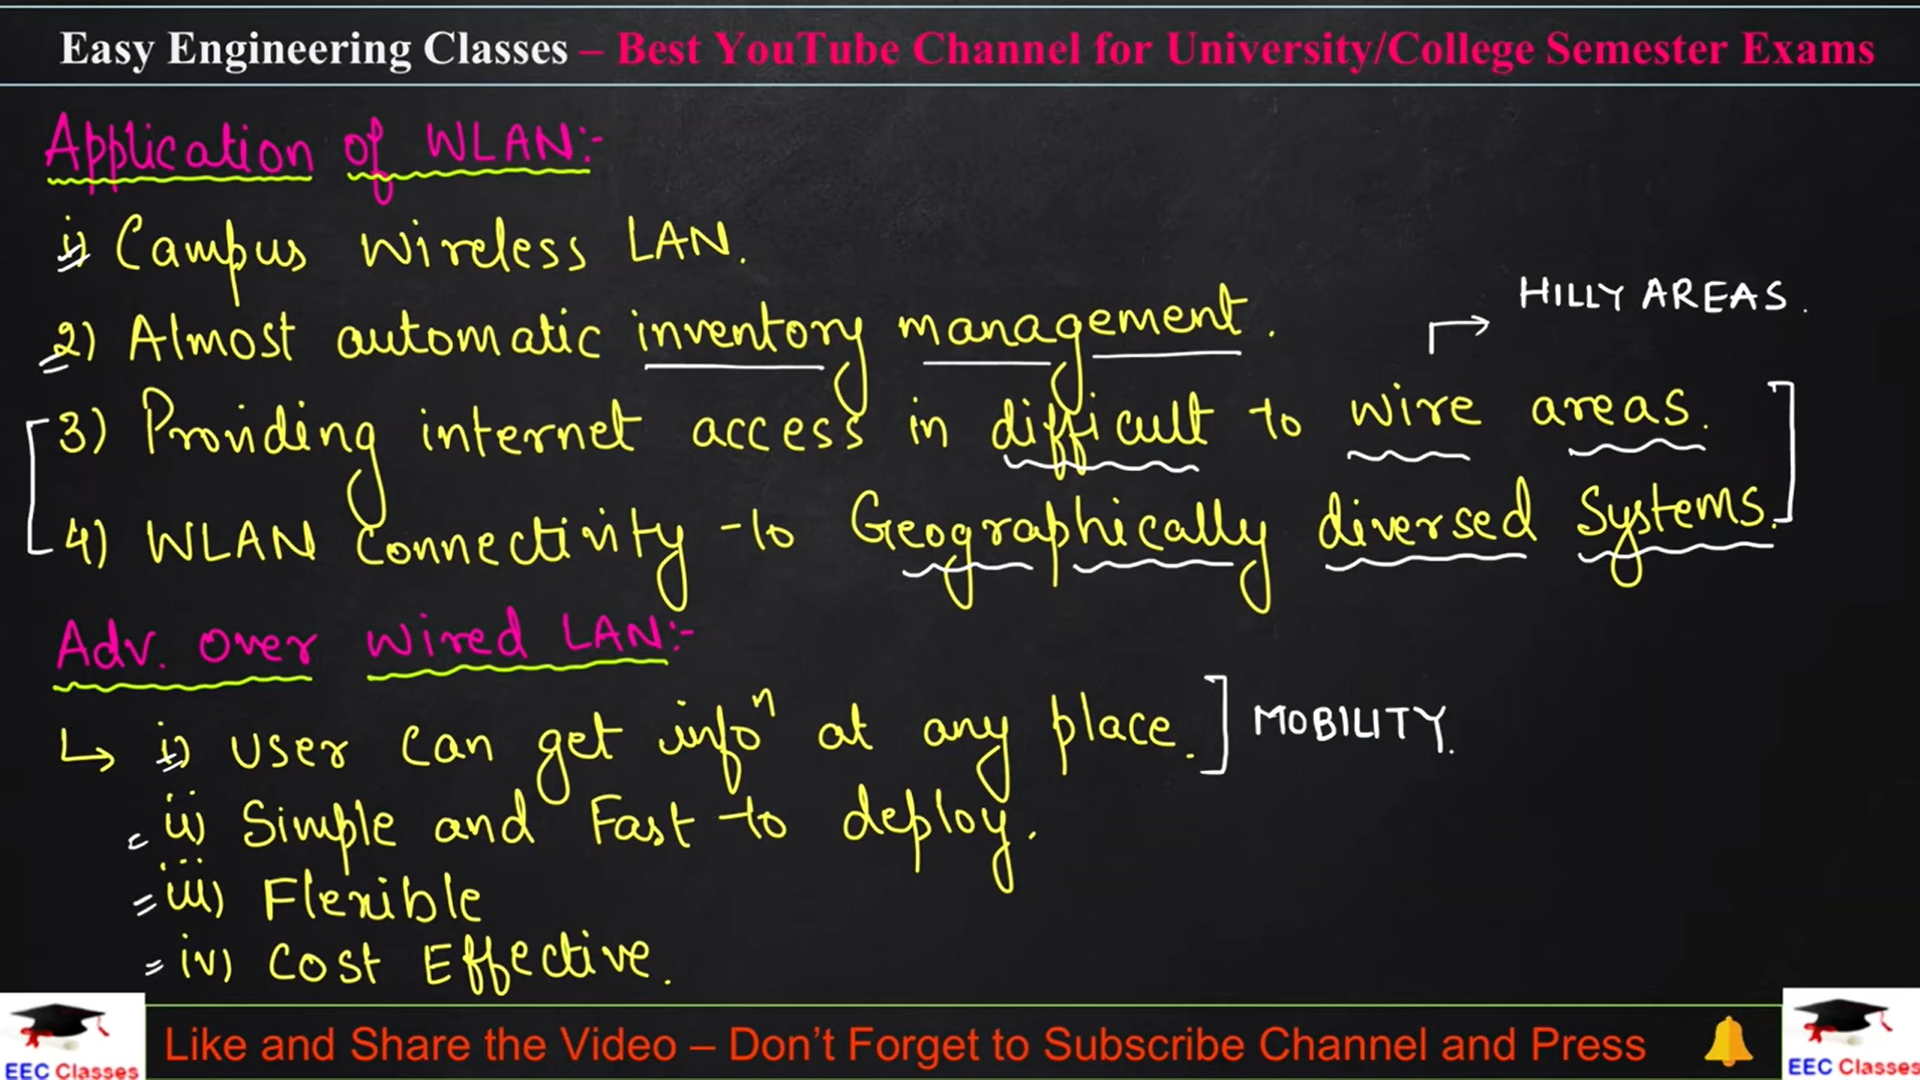 Easy Engineering Classes – Best YouTube Channel for University/College Semester Exams
Application of WLAN:-
i) Campus Wireless LAN.
2) Almost automatic inventory management.
HILLY AREAS.
3) Providing internet access in difficult to wire areas.
4) WLAN Connectivity to Geographically diversed Systems.
Adv. over Wired LAN:-
i) User can get infoⁿ at any place. ] MOBILITY.
ii) Simple and Fast to deploy.
iii) Flexible
iv) Cost Effective.
Like and Share the Video – Don't Forget to Subscribe Channel and Press
EEC Classes
EEC Classes